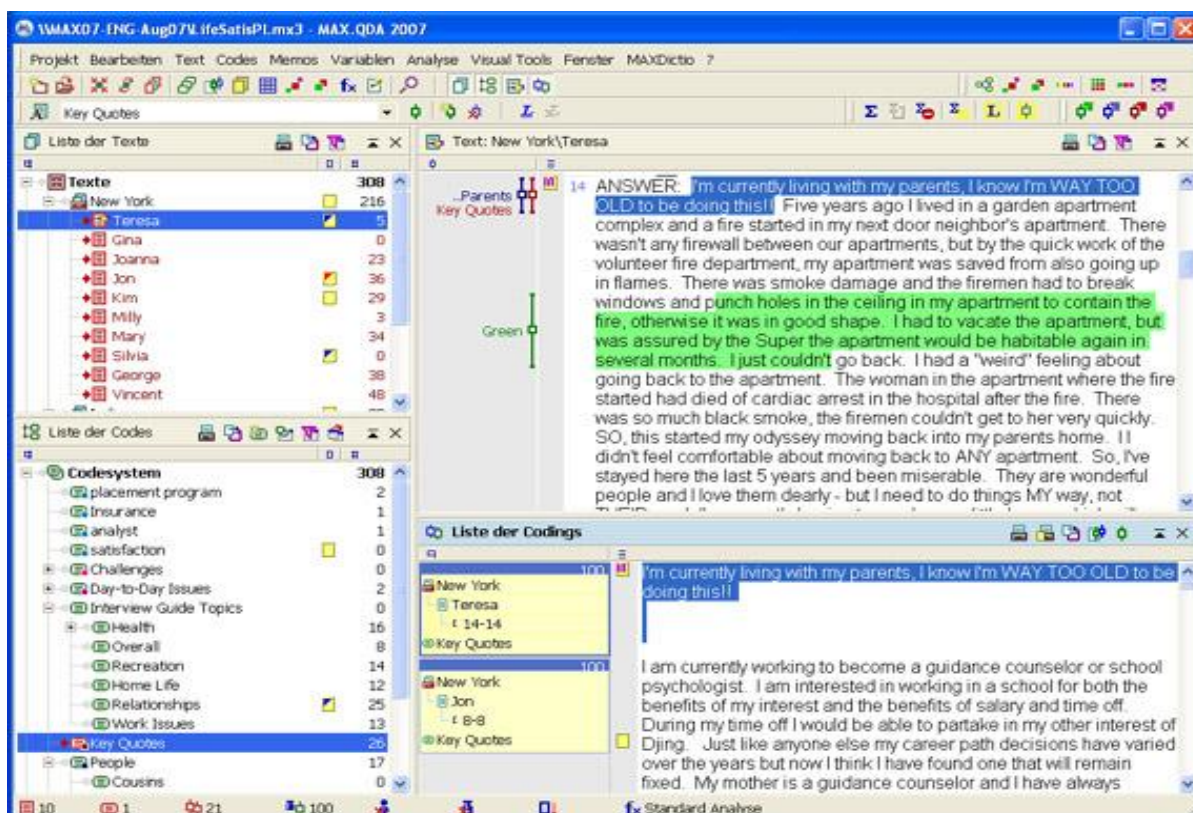 \\MAX07-ENG-Aug07\LifeSatisPl.mx3 - MAX.QDA 2007
Projekt Bearbeiten Text Codes Memos Variablen Analyse Visual Tools Fenster MAXDictio ?
Key Quotes
Liste der Texte
Texte 308
New York 216
Teresa 5
Gina 0
Joanna 23
Jon 36
Kim 29
Milly 3
Mary 34
Silvia 0
George 38
Vincent 48
Liste der Codes
Codesystem 308
placement program 2
Insurance 1
analyst 1
satisfaction 0
Challenges 0
Day-to-Day Issues 2
Interview Guide Topics 0
Health 16
Overall 8
Recreation 14
Home Life 12
Relationships 25
Work Issues 13
Key Quotes 26
People 17
Cousins 0
Text: New York\Teresa
..Parents
Key Quotes
Green
14 ANSWER: I'm currently living with my parents, I know I'm WAY TOO
OLD to be doing this!! Five years ago I lived in a garden apartment
complex and a fire started in my next door neighbor's apartment. There
wasn't any firewall between our apartments, but by the quick work of the
volunteer fire department, my apartment was saved from also going up
in flames. There was smoke damage and the firemen had to break
windows and punch holes in the ceiling in my apartment to contain the
fire, otherwise it was in good shape. I had to vacate the apartment, but
was assured by the Super the apartment would be habitable again in
several months. I just couldn't go back. I had a "weird" feeling about
going back to the apartment. The woman in the apartment where the fire
started had died of cardiac arrest in the hospital after the fire. There
was so much black smoke, the firemen couldn't get to her very quickly.
SO, this started my odyssey moving back into my parents home. I I
didn't feel comfortable about moving back to ANY apartment. So, I've
stayed here the last 5 years and been miserable. They are wonderful
people and I love them dearly - but I need to do things MY way, not
Liste der Codings
100
New York
Teresa
14-14
Key Quotes
100
New York
Jon
8-8
Key Quotes
I'm currently living with my parents, I know I'm WAY TOO OLD to be
doing this!!
I am currently working to become a guidance counselor or school
psychologist. I am interested in working in a school for both the
benefits of my interest and the benefits of salary and time off.
During my time off I would be able to partake in my other interest of
Djing. Just like anyone else my career path decisions have varied
over the years but now I think I have found one that will remain
fixed. My mother is a guidance counselor and I have always
10 1 21 100 fx Standard Analyse